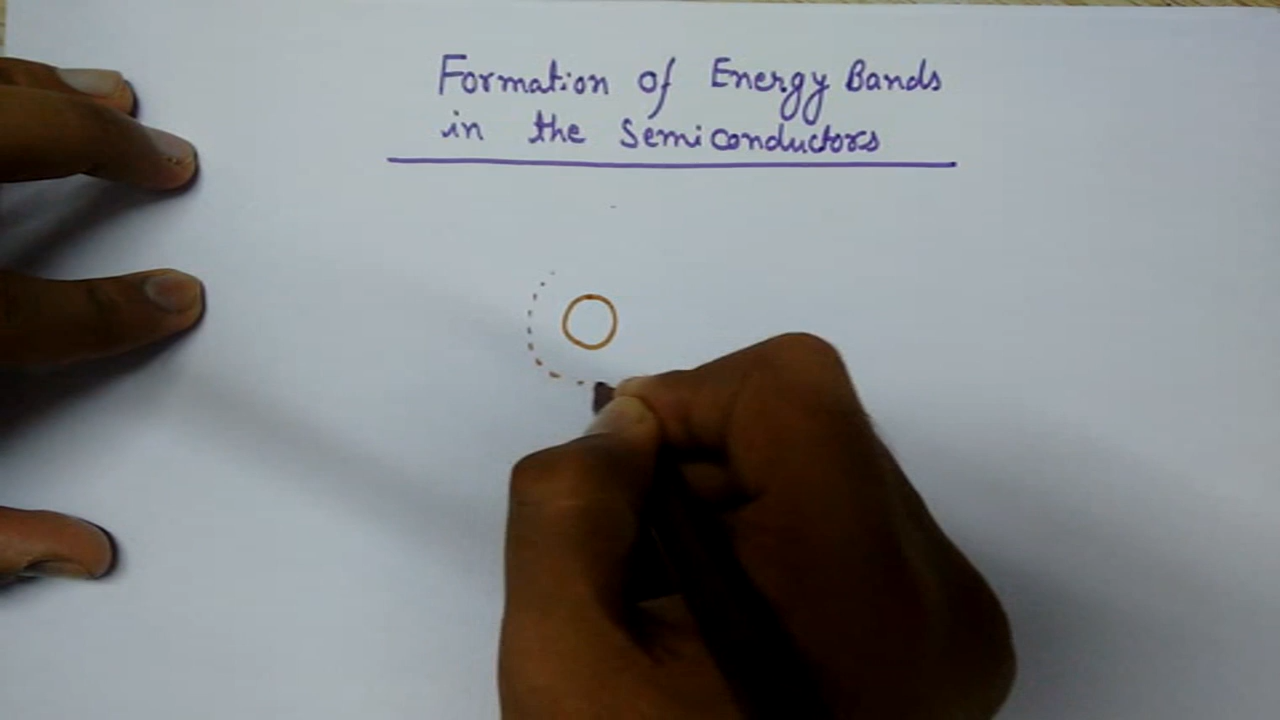 Formation of Energy Bands
in the Semiconductors